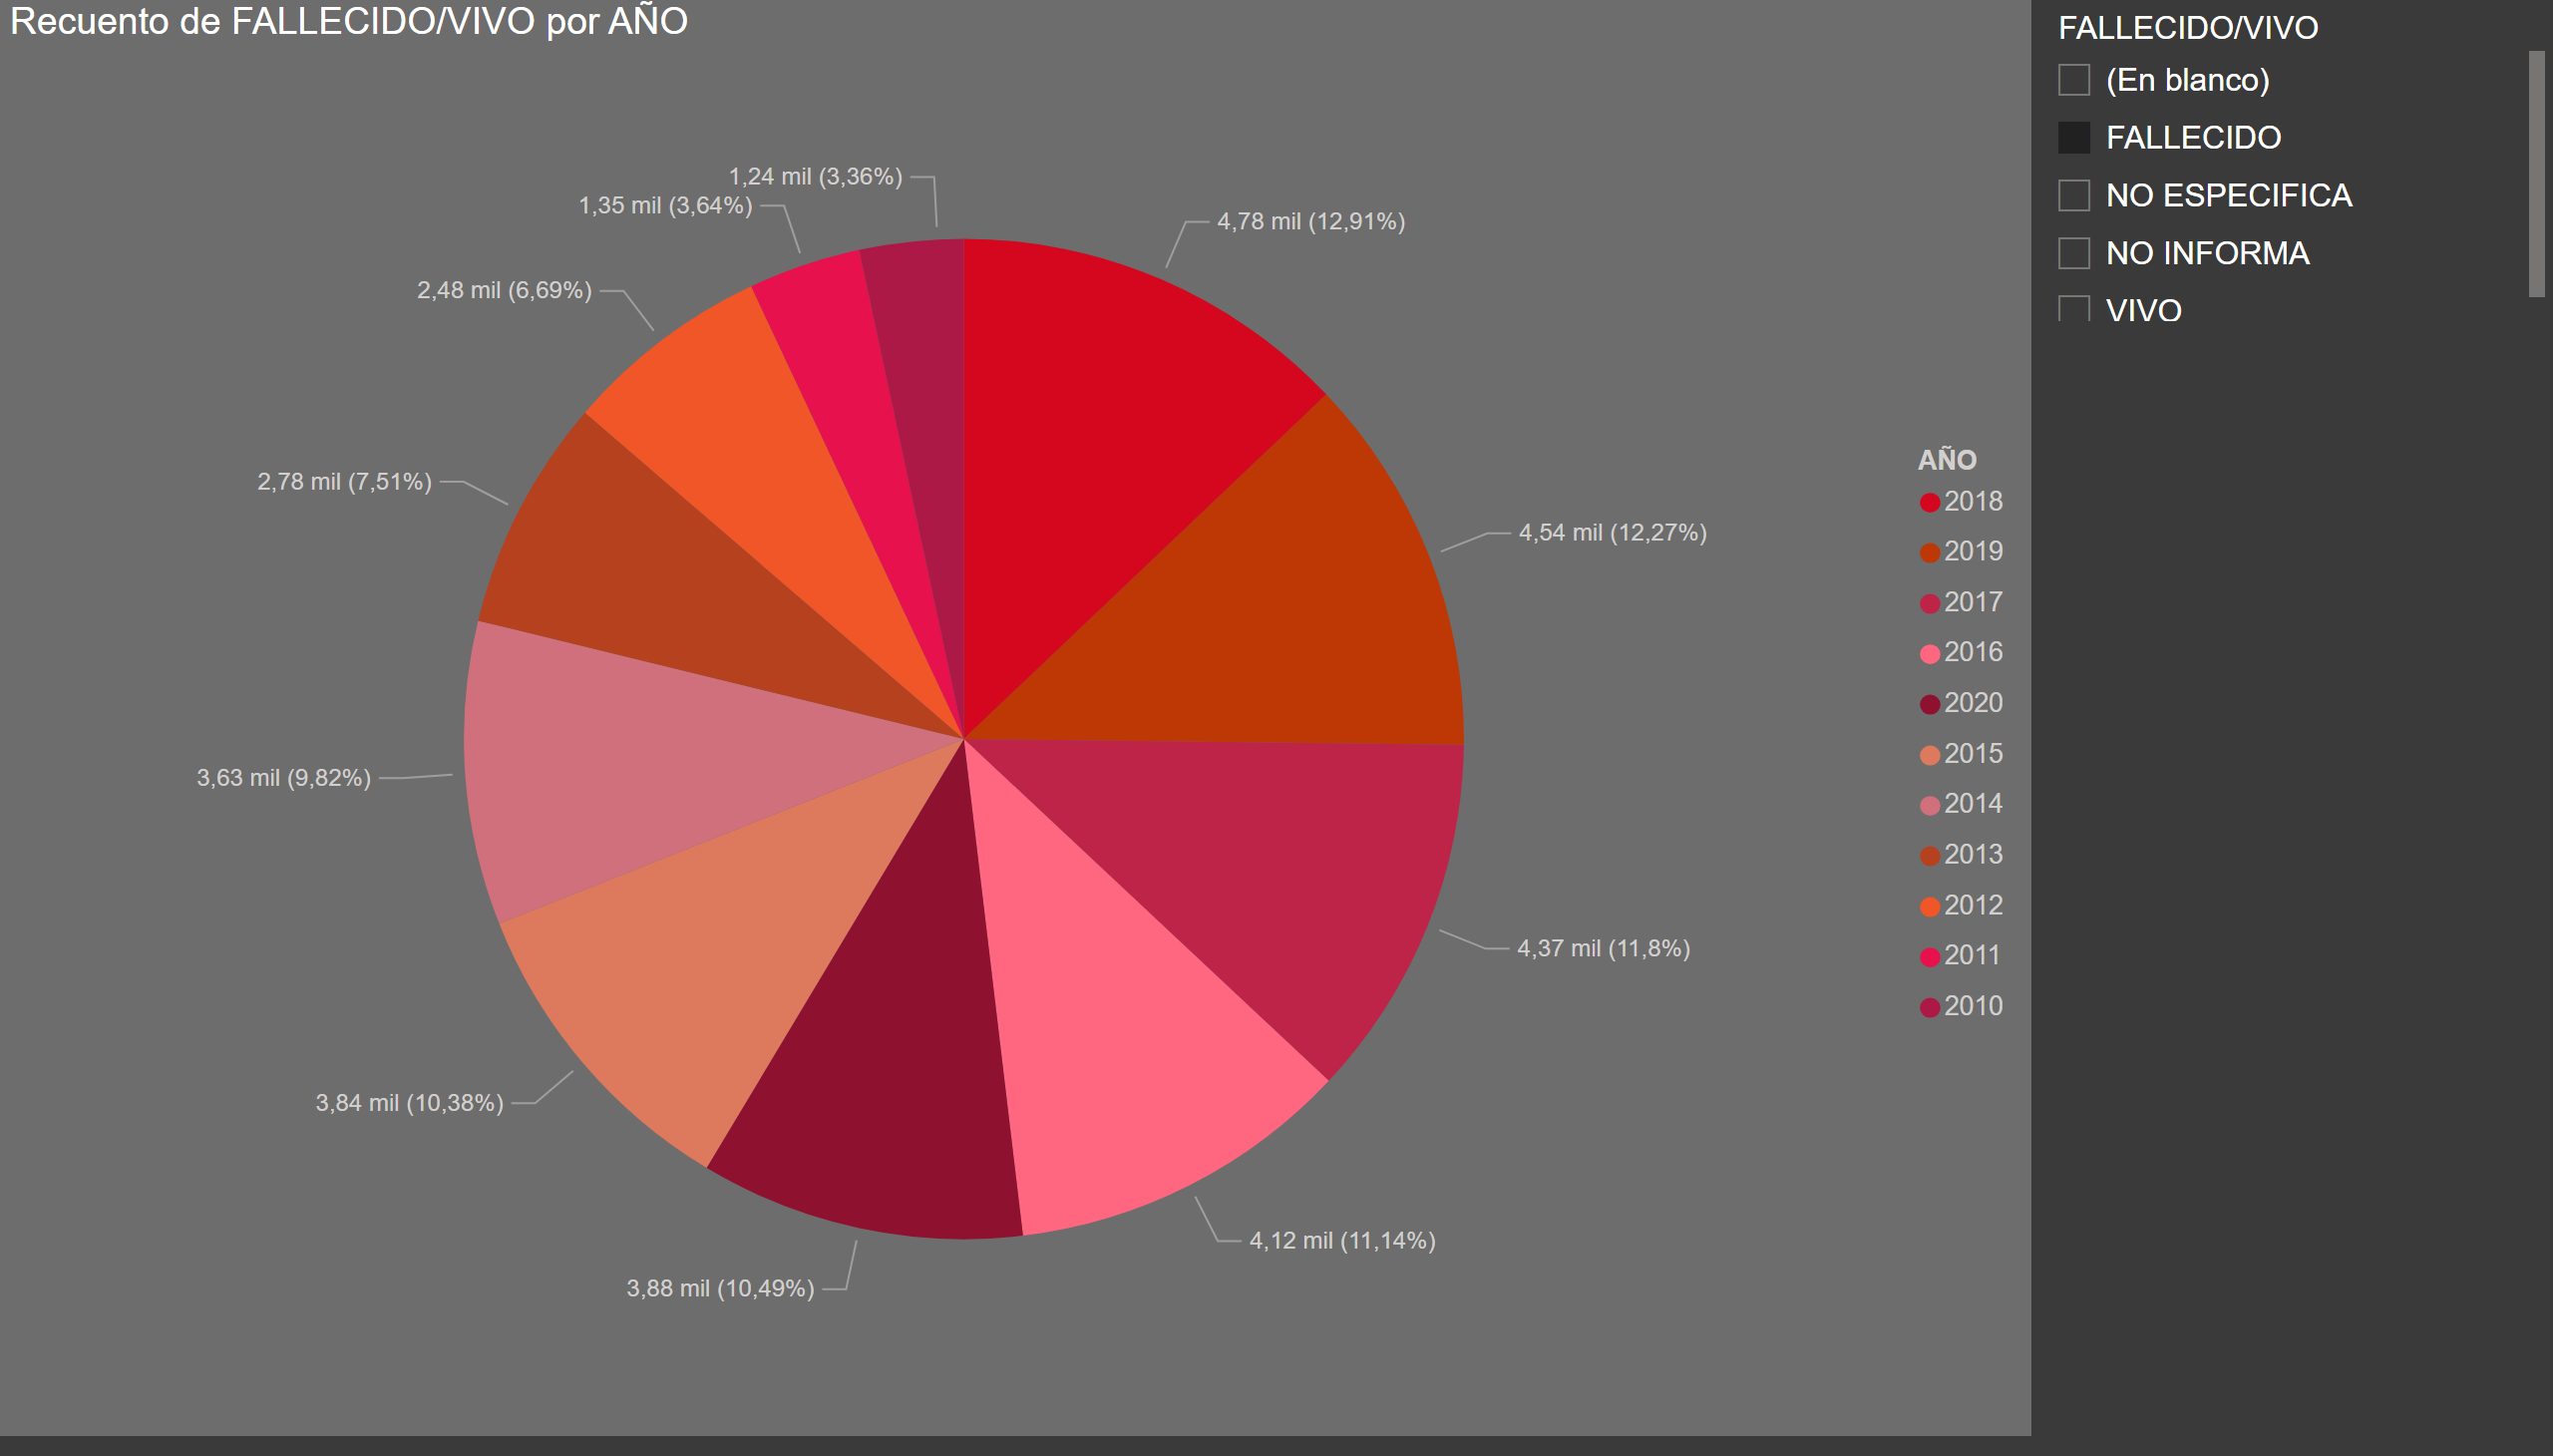 Recuento de FALLECIDO/VIVO por AÑO
1,24 mil (3,36%)
1,35 mil (3,64%)
4,78 mil (12,91%)
2,48 mil (6,69%)
2,78 mil (7,51%)
4,54 mil (12,27%)
3,63 mil (9,82%)
4,37 mil (11,8%)
3,84 mil (10,38%)
4,12 mil (11,14%)
3,88 mil (10,49%)
AÑO
2018
2019
2017
2016
2020
2015
2014
2013
2012
2011
2010
FALLECIDO/VIVO
(En blanco)
FALLECIDO
NO ESPECIFICA
NO INFORMA
VIVO